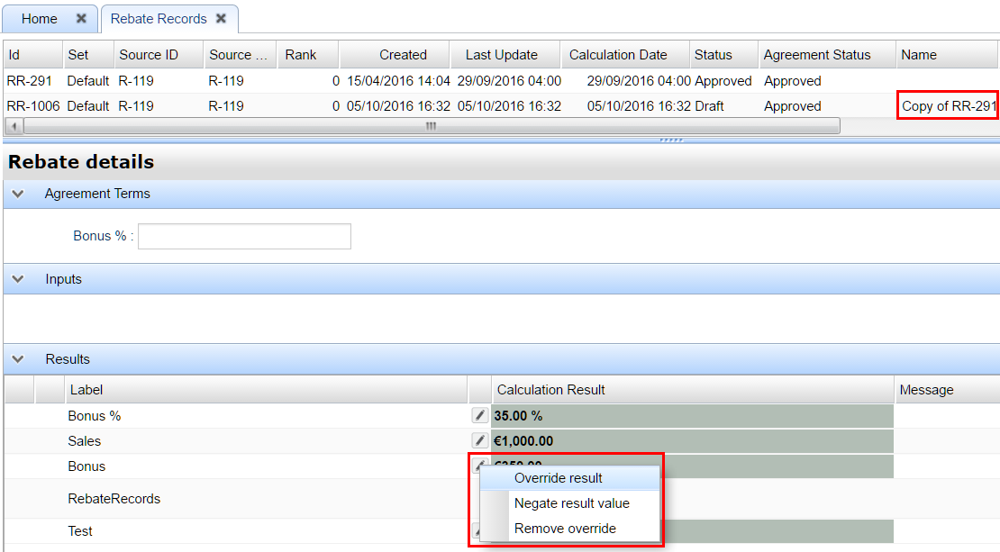 Home Rebate Records
Id Set Source ID Source ... Rank Created Last Update Calculation Date Status Agreement Status Name
RR-291 Default R-119 R-119 0 15/04/2016 14:04 29/09/2016 04:00 29/09/2016 04:00 Approved Approved
RR-1006 Default R-119 R-119 0 05/10/2016 16:32 05/10/2016 16:32 05/10/2016 16:32 Draft Approved Copy of RR-291
Rebate details
Agreement Terms
Bonus % :
Inputs
Results
Label Calculation Result Message
Bonus % 35.00 %
Sales €1,000.00
Bonus
Override result
Negate result value
RebateRecords
Remove override
Test